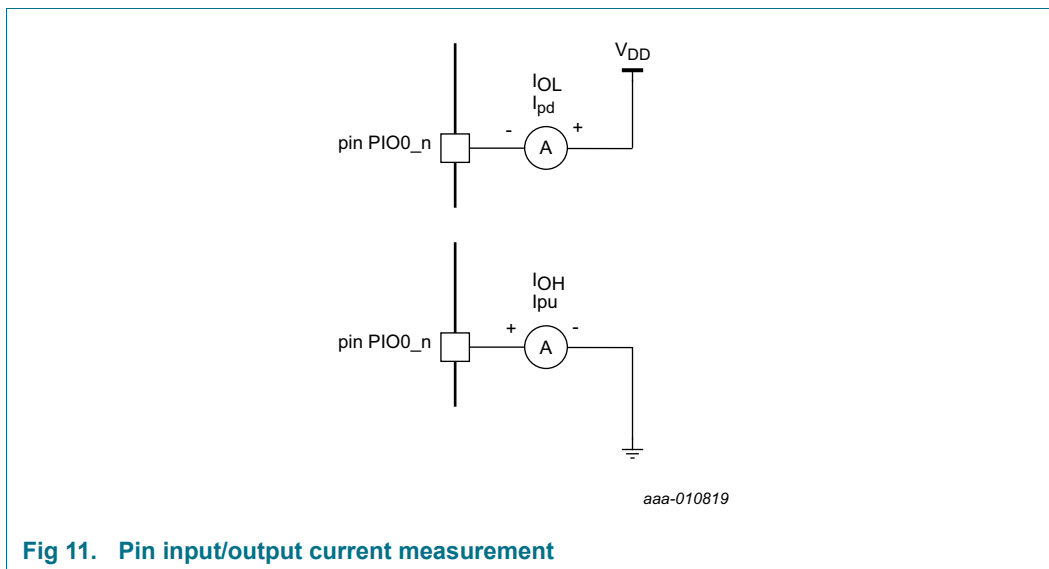 VDD
IOL
Ipd
- +
A
pin PIO0_n
IOH
Ipu
+ -
A
pin PIO0_n
aaa-010819
Fig 11. Pin input/output current measurement